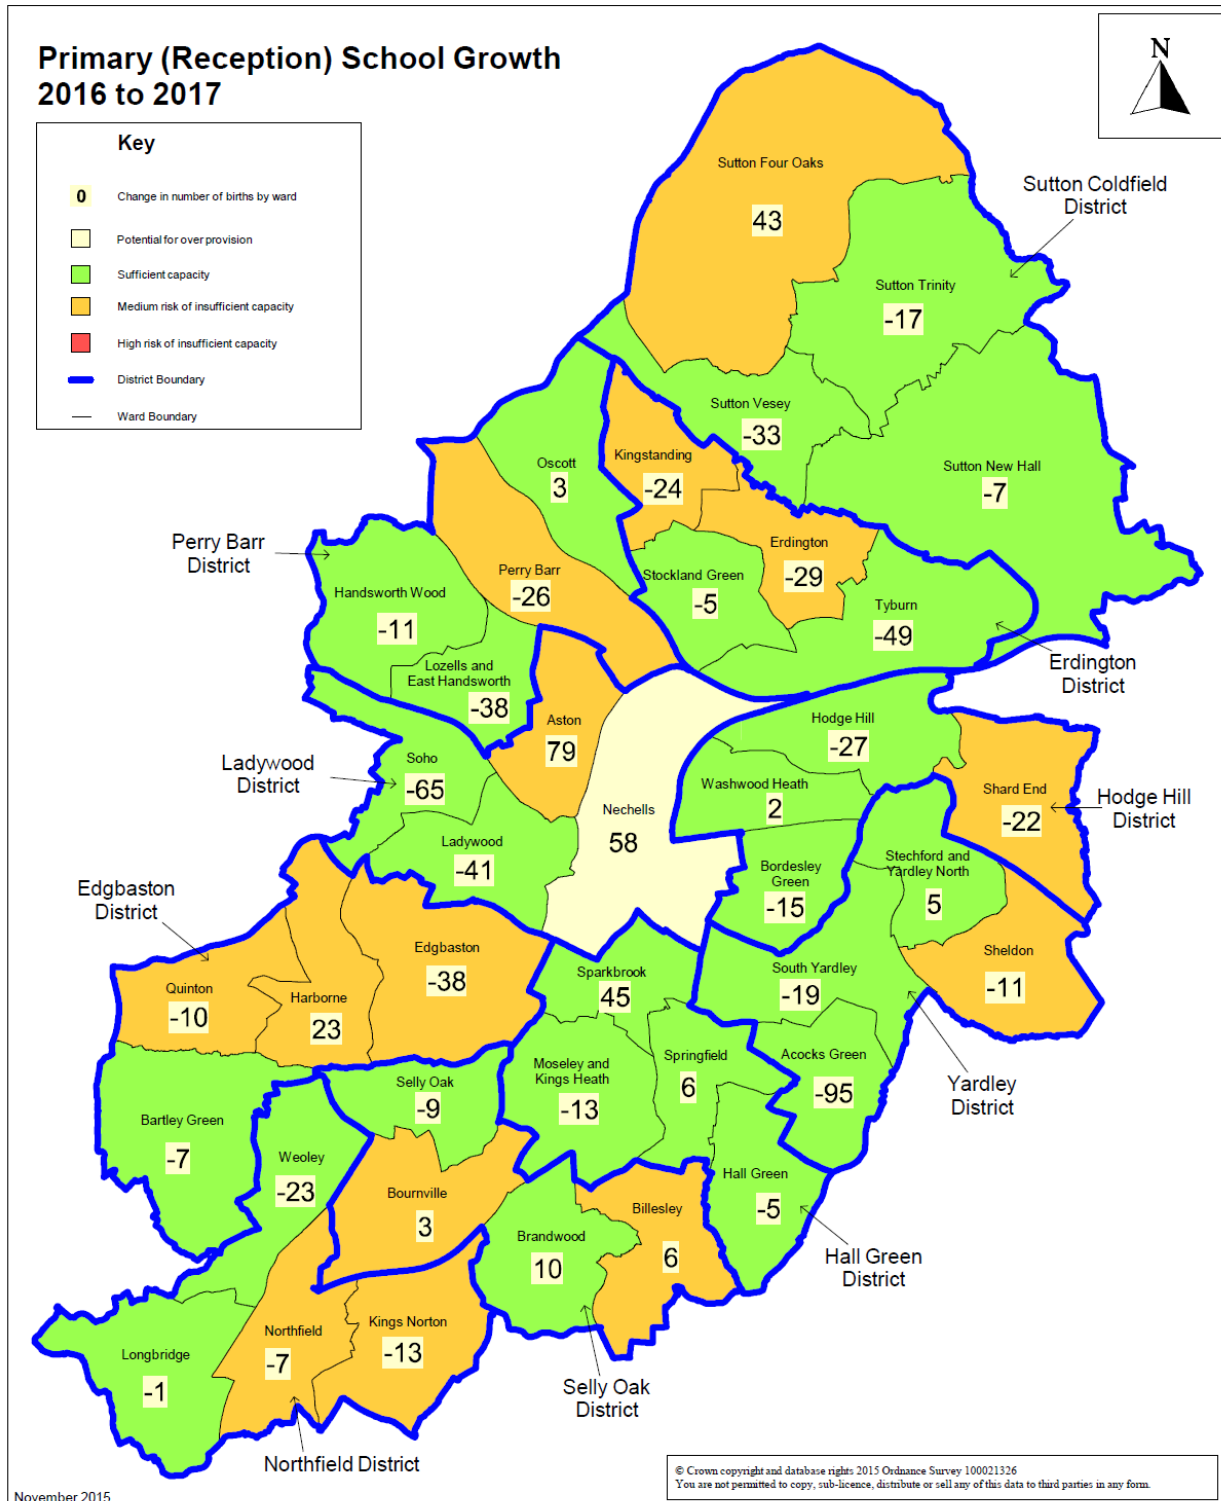 Primary (Reception) School Growth
2016 to 2017
N
Key
0 Change in number of births by ward
Potential for over provision
Sufficient capacity
Medium risk of insufficient capacity
High risk of insufficient capacity
District Boundary
Ward Boundary
Sutton Four Oaks
43
Sutton Coldfield
District
Sutton Trinity
-17
Sutton Vesey
-33
Sutton New Hall
-7
Oscott
3
Kingstanding
-24
Erdington
-29
Perry Barr
District
Perry Barr
-26
Stockland Green
-5
Tyburn
-49
Handsworth Wood
-11
Erdington
District
Lozells and
East Handsworth
-38
Aston
79
Hodge Hill
-27
Ladywood
District
Soho
-65
Washwood Heath
2
Shard End
-22
Hodge Hill
District
Nechells
58
Ladywood
-41
Bordesley
Green
-15
Stechford and
Yardley North
5
Edgbaston
District
Edgbaston
-38
Quinton
-10
Harborne
23
Sparkbrook
45
South Yardley
-19
Sheldon
-11
Moseley and
Kings Heath
-13
Springfield
6
Acocks Green
-95
Yardley
District
Selly Oak
-9
Bartley Green
-7
Weoley
-23
Bournville
3
Hall Green
-5
Billesley
6
Brandwood
10
Hall Green
District
Northfield
-7
Kings Norton
-13
Longbridge
-1
Selly Oak
District
Northfield District
© Crown copyright and database rights 2015 Ordnance Survey 100021326
You are not permitted to copy, sub-licence, distribute or sell any of this data to third parties in any form.
November 2015